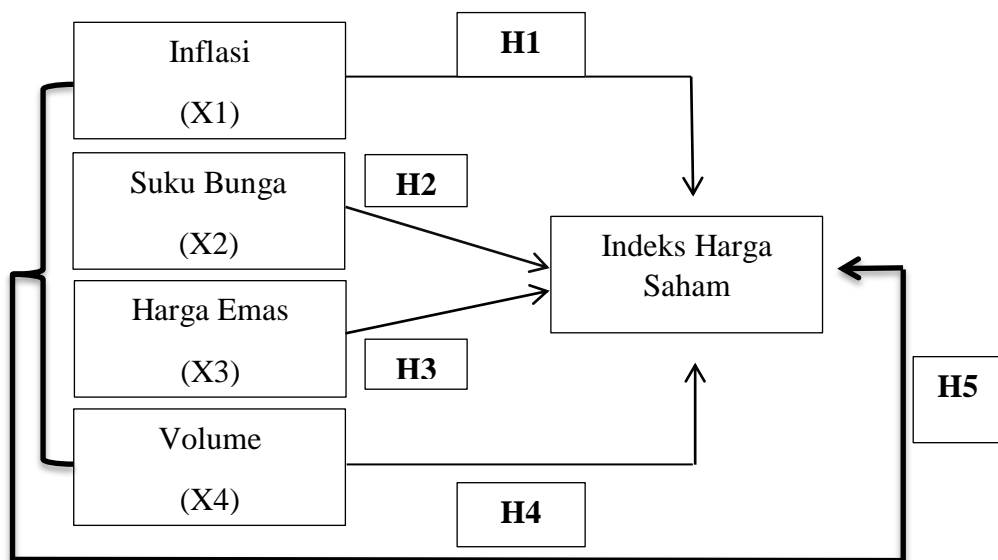 Inflasi
(X1)
H1
Suku Bunga
(X2)
H2
Harga Emas
(X3)
H3
Volume
(X4)
H4
Indeks Harga
Saham
H5